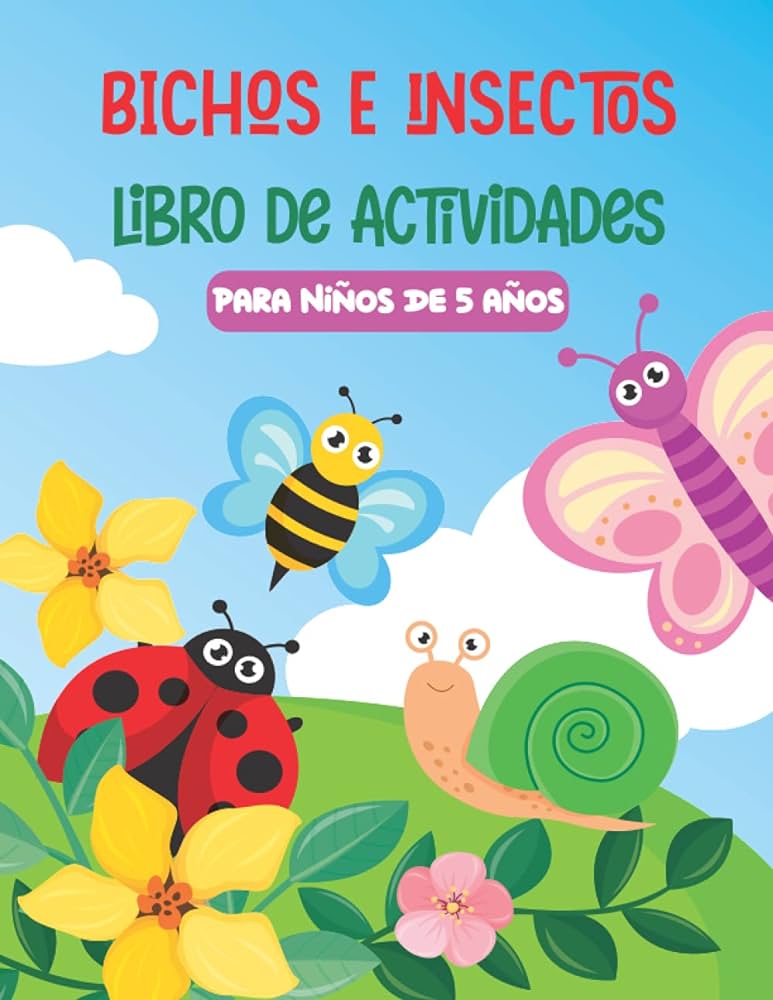 BICHOS E INSECTOS
LIBRO DE ACTIVIDADES
PARA NIÑOS DE 5 AÑOS